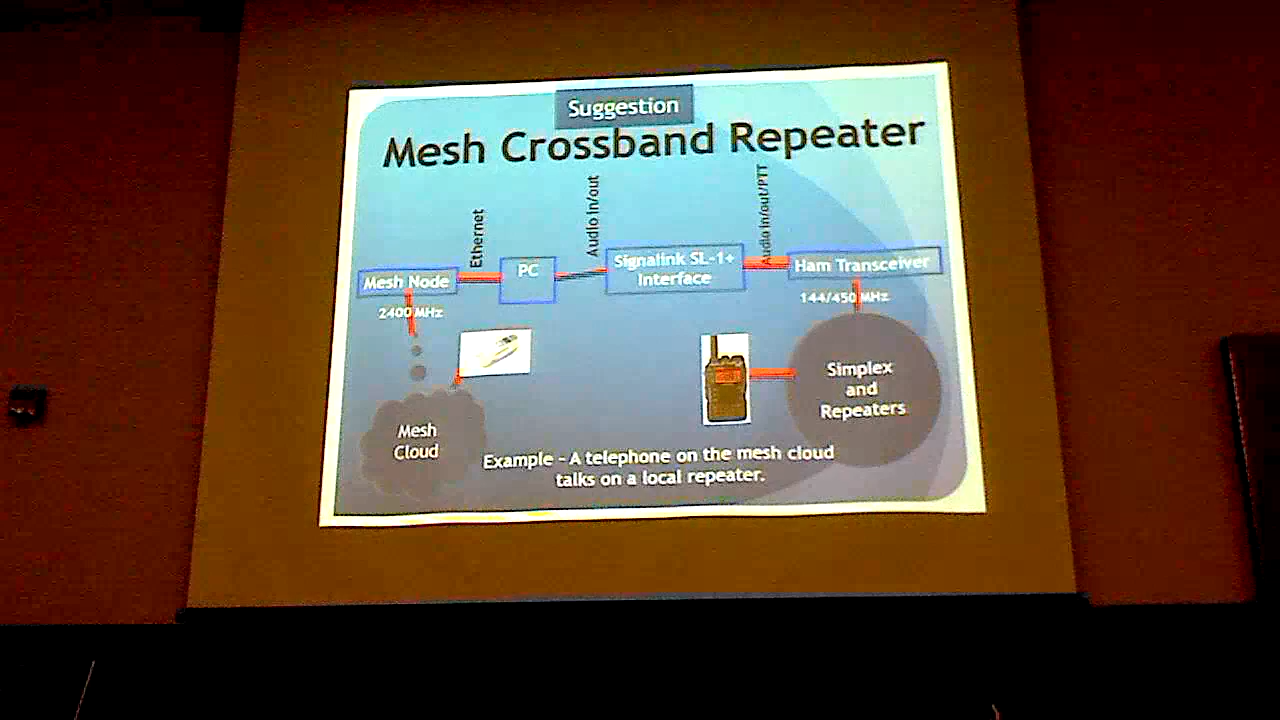 Suggestion
Mesh Crossband Repeater
Ethernet
Audio In/out
Audio In/out/PTT
Mesh Node
PC
Signalink SL-1+
Interface
Ham Transceiver
2400 MHz
144/450 MHz
Mesh
Cloud
Simplex
and
Repeaters
Example - A telephone on the mesh cloud
talks on a local repeater.